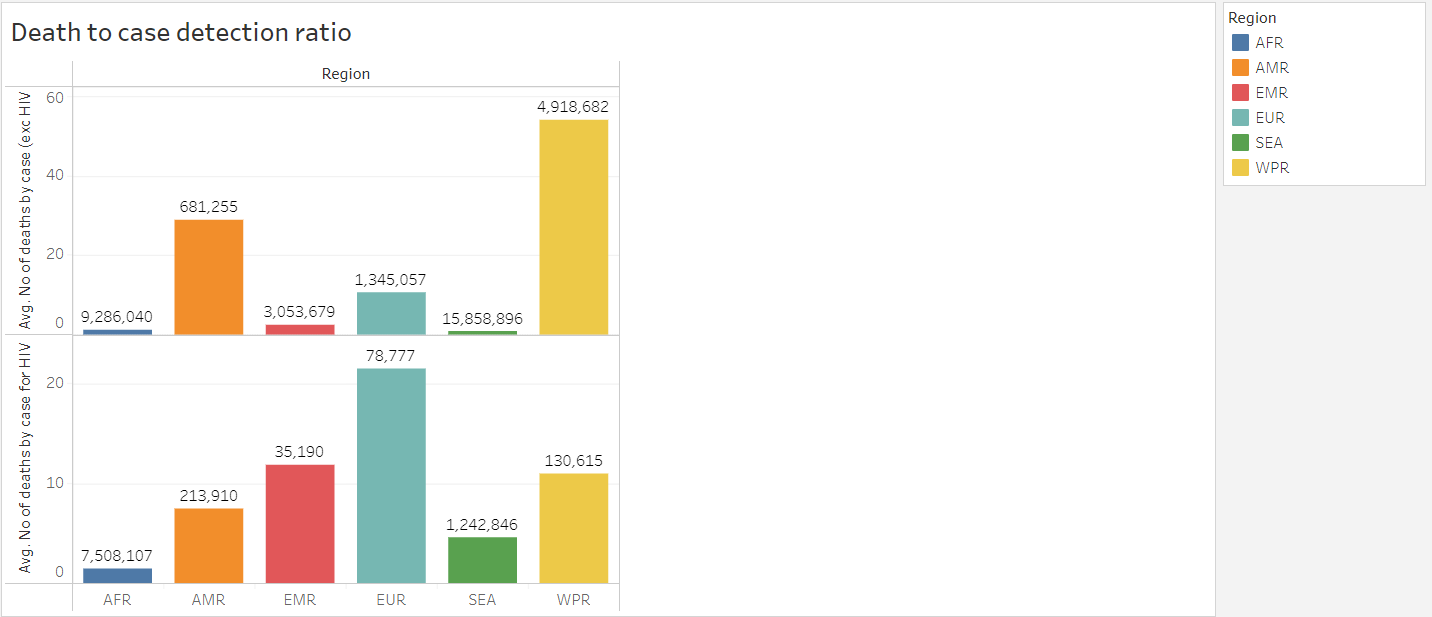 Death to case detection ratio
Region
Avg. No of deaths by case (exc HIV
60
40
20
0
9,286,040
681,255
3,053,679
1,345,057
15,858,896
4,918,682
Avg. No of deaths by case for HIV
20
10
0
7,508,107
213,910
35,190
78,777
1,242,846
130,615
AFR
AMR
EMR
EUR
SEA
WPR
Region
AFR
AMR
EMR
EUR
SEA
WPR